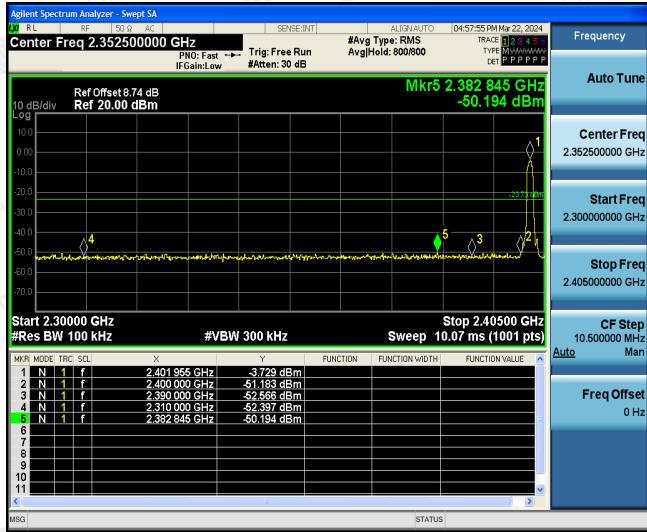 Agilent Spectrum Analyzer - Swept SA
RL RF 50 Ω AC SENSE:INT ALIGN AUTO 04:57:55 PM Mar 22, 2024
Center Freq 2.352500000 GHz #Avg Type: RMS TRACE 1 2 3 4 5 6
PNO: Fast Trig: Free Run Avg|Hold: 800/800 TYPE M
IFGain:Low #Atten: 30 dB DET P P P P P P
Frequency
Auto Tune
Center Freq
2.352500000 GHz
Start Freq
2.300000000 GHz
Stop Freq
2.405000000 GHz
CF Step
10.500000 MHz
Auto Man
Freq Offset
0 Hz
Mkr5 2.382 845 GHz
-50.194 dBm
Ref Offset 8.74 dB
10 dB/div Ref 20.00 dBm
Log
10.0
0.00
-10.0
-20.0
-30.0
-40.0
-50.0
-60.0
-70.0
1
-23.73 dBm
4
5
3
2
Start 2.30000 GHz Stop 2.40500 GHz
#Res BW 100 kHz #VBW 300 kHz Sweep 10.07 ms (1001 pts)
MKR MODE TRC SCL X Y FUNCTION FUNCTION WIDTH FUNCTION VALUE
1 N 1 f 2.401 955 GHz -3.729 dBm
2 N 1 f 2.400 000 GHz -51.183 dBm
3 N 1 f 2.390 000 GHz -52.566 dBm
4 N 1 f 2.310 000 GHz -52.397 dBm
5 N 1 f 2.382 845 GHz -50.194 dBm
6
7
8
9
10
11
MSG STATUS